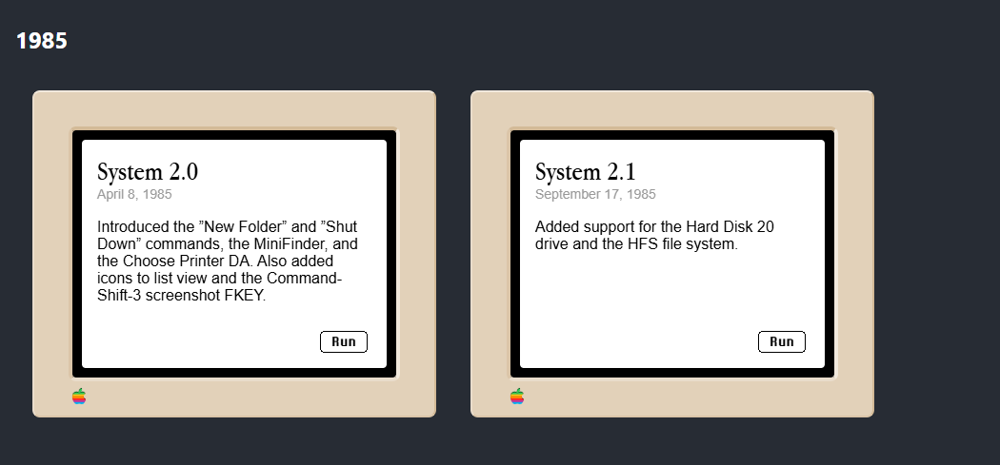 1985
System 2.0
April 8, 1985
Introduced the ”New Folder” and ”Shut
Down” commands, the MiniFinder, and
the Choose Printer DA. Also added
icons to list view and the Command-
Shift-3 screenshot FKEY.
Run
System 2.1
September 17, 1985
Added support for the Hard Disk 20
drive and the HFS file system.
Run